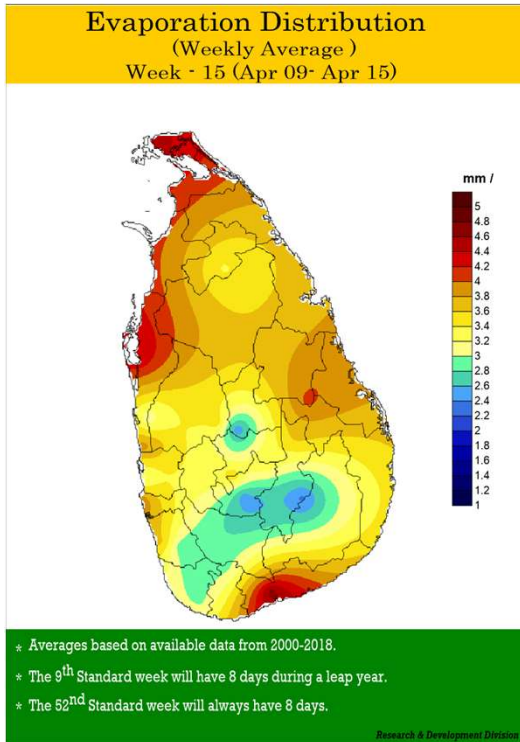 Evaporation Distribution
(Weekly Average )
Week - 15 (Apr 09- Apr 15)
mm /
5
4.8
4.6
4.4
4.2
4
3.8
3.6
3.4
3.2
3
2.8
2.6
2.4
2.2
2
1.8
1.6
1.4
1.2
1
* Averages based on available data from 2000-2018.
* The 9th Standard week will have 8 days during a leap year.
* The 52nd Standard week will always have 8 days.
Research & Development Division